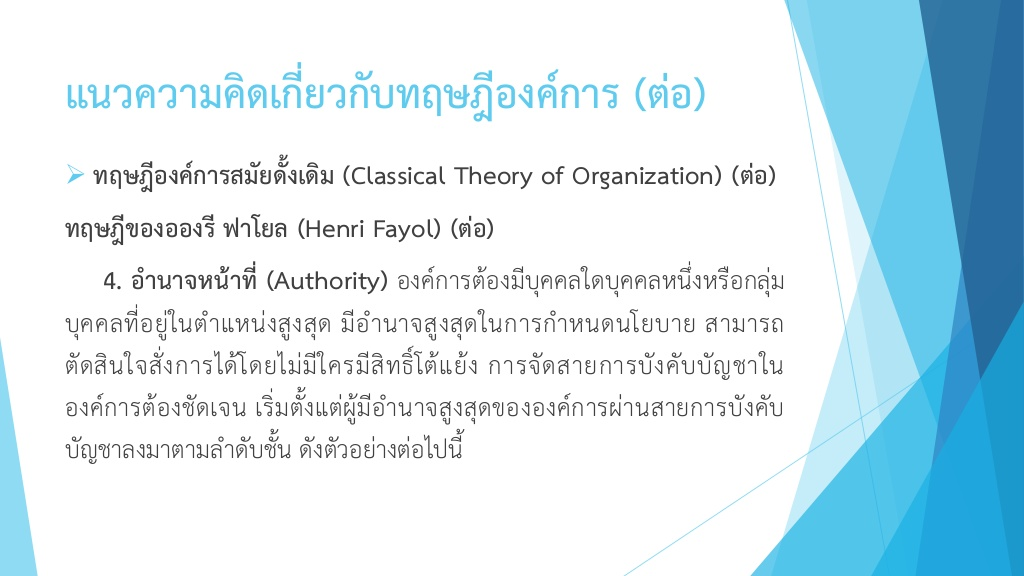 แนวความคิดเกี่ยวกับทฤษฎีองค์การ (ต่อ)
ทฤษฎีองค์การสมัยดั้งเดิม (Classical Theory of Organization) (ต่อ)
ทฤษฎีของอองรี ฟาโยล (Henri Fayol) (ต่อ)
4. อำนาจหน้าที่ (Authority) องค์การต้องมีบุคคลใดบุคคลหนึ่งหรือกลุ่ม
บุคคลที่อยู่ในตำแหน่งสูงสุด มีอำนาจสูงสุดในการกำหนดนโยบาย สามารถ
ตัดสินใจสั่งการได้โดยไม่มีใครมีสิทธิ์โต้แย้ง การจัดสายการบังคับบัญชาใน
องค์การต้องชัดเจน เริ่มตั้งแต่ผู้มีอำนาจสูงสุดขององค์การผ่านสายการบังคับ
บัญชาลงมาตามลำดับชั้น ดังตัวอย่างต่อไปนี้